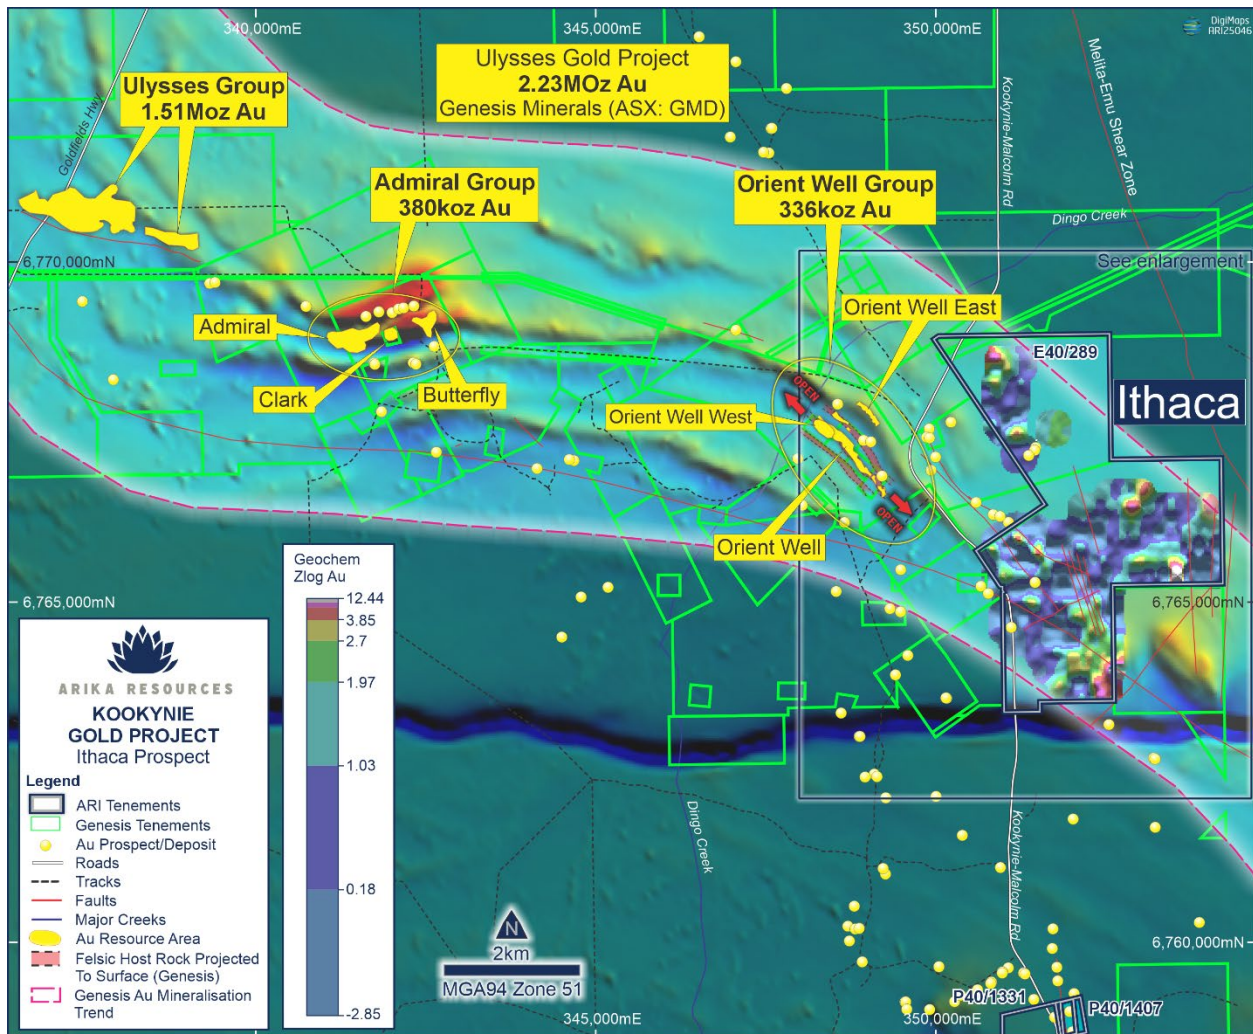 340,000mE
345,000mE
350,000mE
DigiMaps
ARI25046
Ulysses Gold Project
2.23MOz Au
Genesis Minerals (ASX: GMD)
Ulysses Group
1.51Moz Au
Goldfields Hwy
Kookynie-Malcolm Rd
Melita-Emu Shear Zone
Admiral Group
380koz Au
Orient Well Group
336koz Au
Dingo Creek
6,770,000mN
6,770,000mN
See enlargement
Orient Well East
Admiral
E40/289
Clark
Butterfly
OPEN
Ithaca
Orient Well West
OPEN
Orient Well
Geochem
Zlog Au
12.44
3.85
2.7
1.97
1.03
0.18
-2.85
6,765,000mN
6,765,000mN
ARIKA RESOURCES
KOOKYNIE
GOLD PROJECT
Ithaca Prospect
Legend
ARI Tenements
Genesis Tenements
Au Prospect/Deposit
Roads
Tracks
Faults
Major Creeks
Au Resource Area
Felsic Host Rock Projected
To Surface (Genesis)
Genesis Au Mineralisation
Trend
Dingo Creek
Kookynie-Malcolm Rd
N
2km
MGA94 Zone 51
6,760,000mN
P40/1331
P40/1407
345,000mE
350,000mE